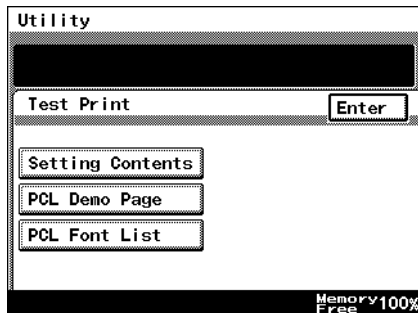 Utility
Test Print
Enter
Setting Contents
PCL Demo Page
PCL Font List
Memory
Free 100%